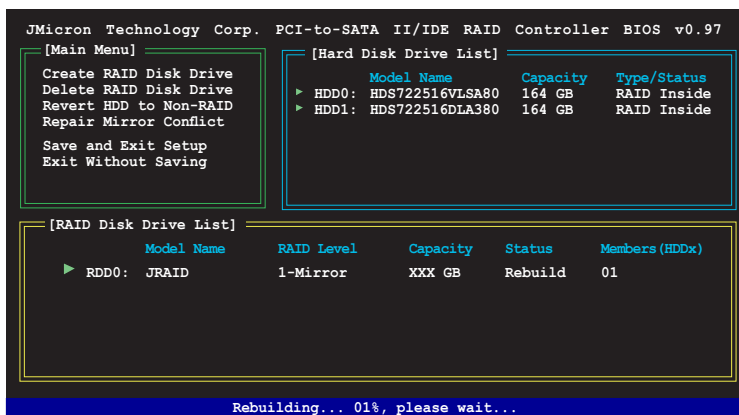 JMicron Technology Corp. PCI-to-SATA II/IDE RAID Controller BIOS v0.97
[Main Menu]
Create RAID Disk Drive
Delete RAID Disk Drive
Revert HDD to Non-RAID
Repair Mirror Conflict
Save and Exit Setup
Exit Without Saving
[Hard Disk Drive List]
Model Name Capacity Type/Status
HDD0: HDS722516VLSA80 164 GB RAID Inside
HDD1: HDS722516DLA380 164 GB RAID Inside
[RAID Disk Drive List]
Model Name RAID Level Capacity Status Members(HDDx)
RDD0: JRAID 1-Mirror XXX GB Rebuild 01
Rebuilding... 01%, please wait...